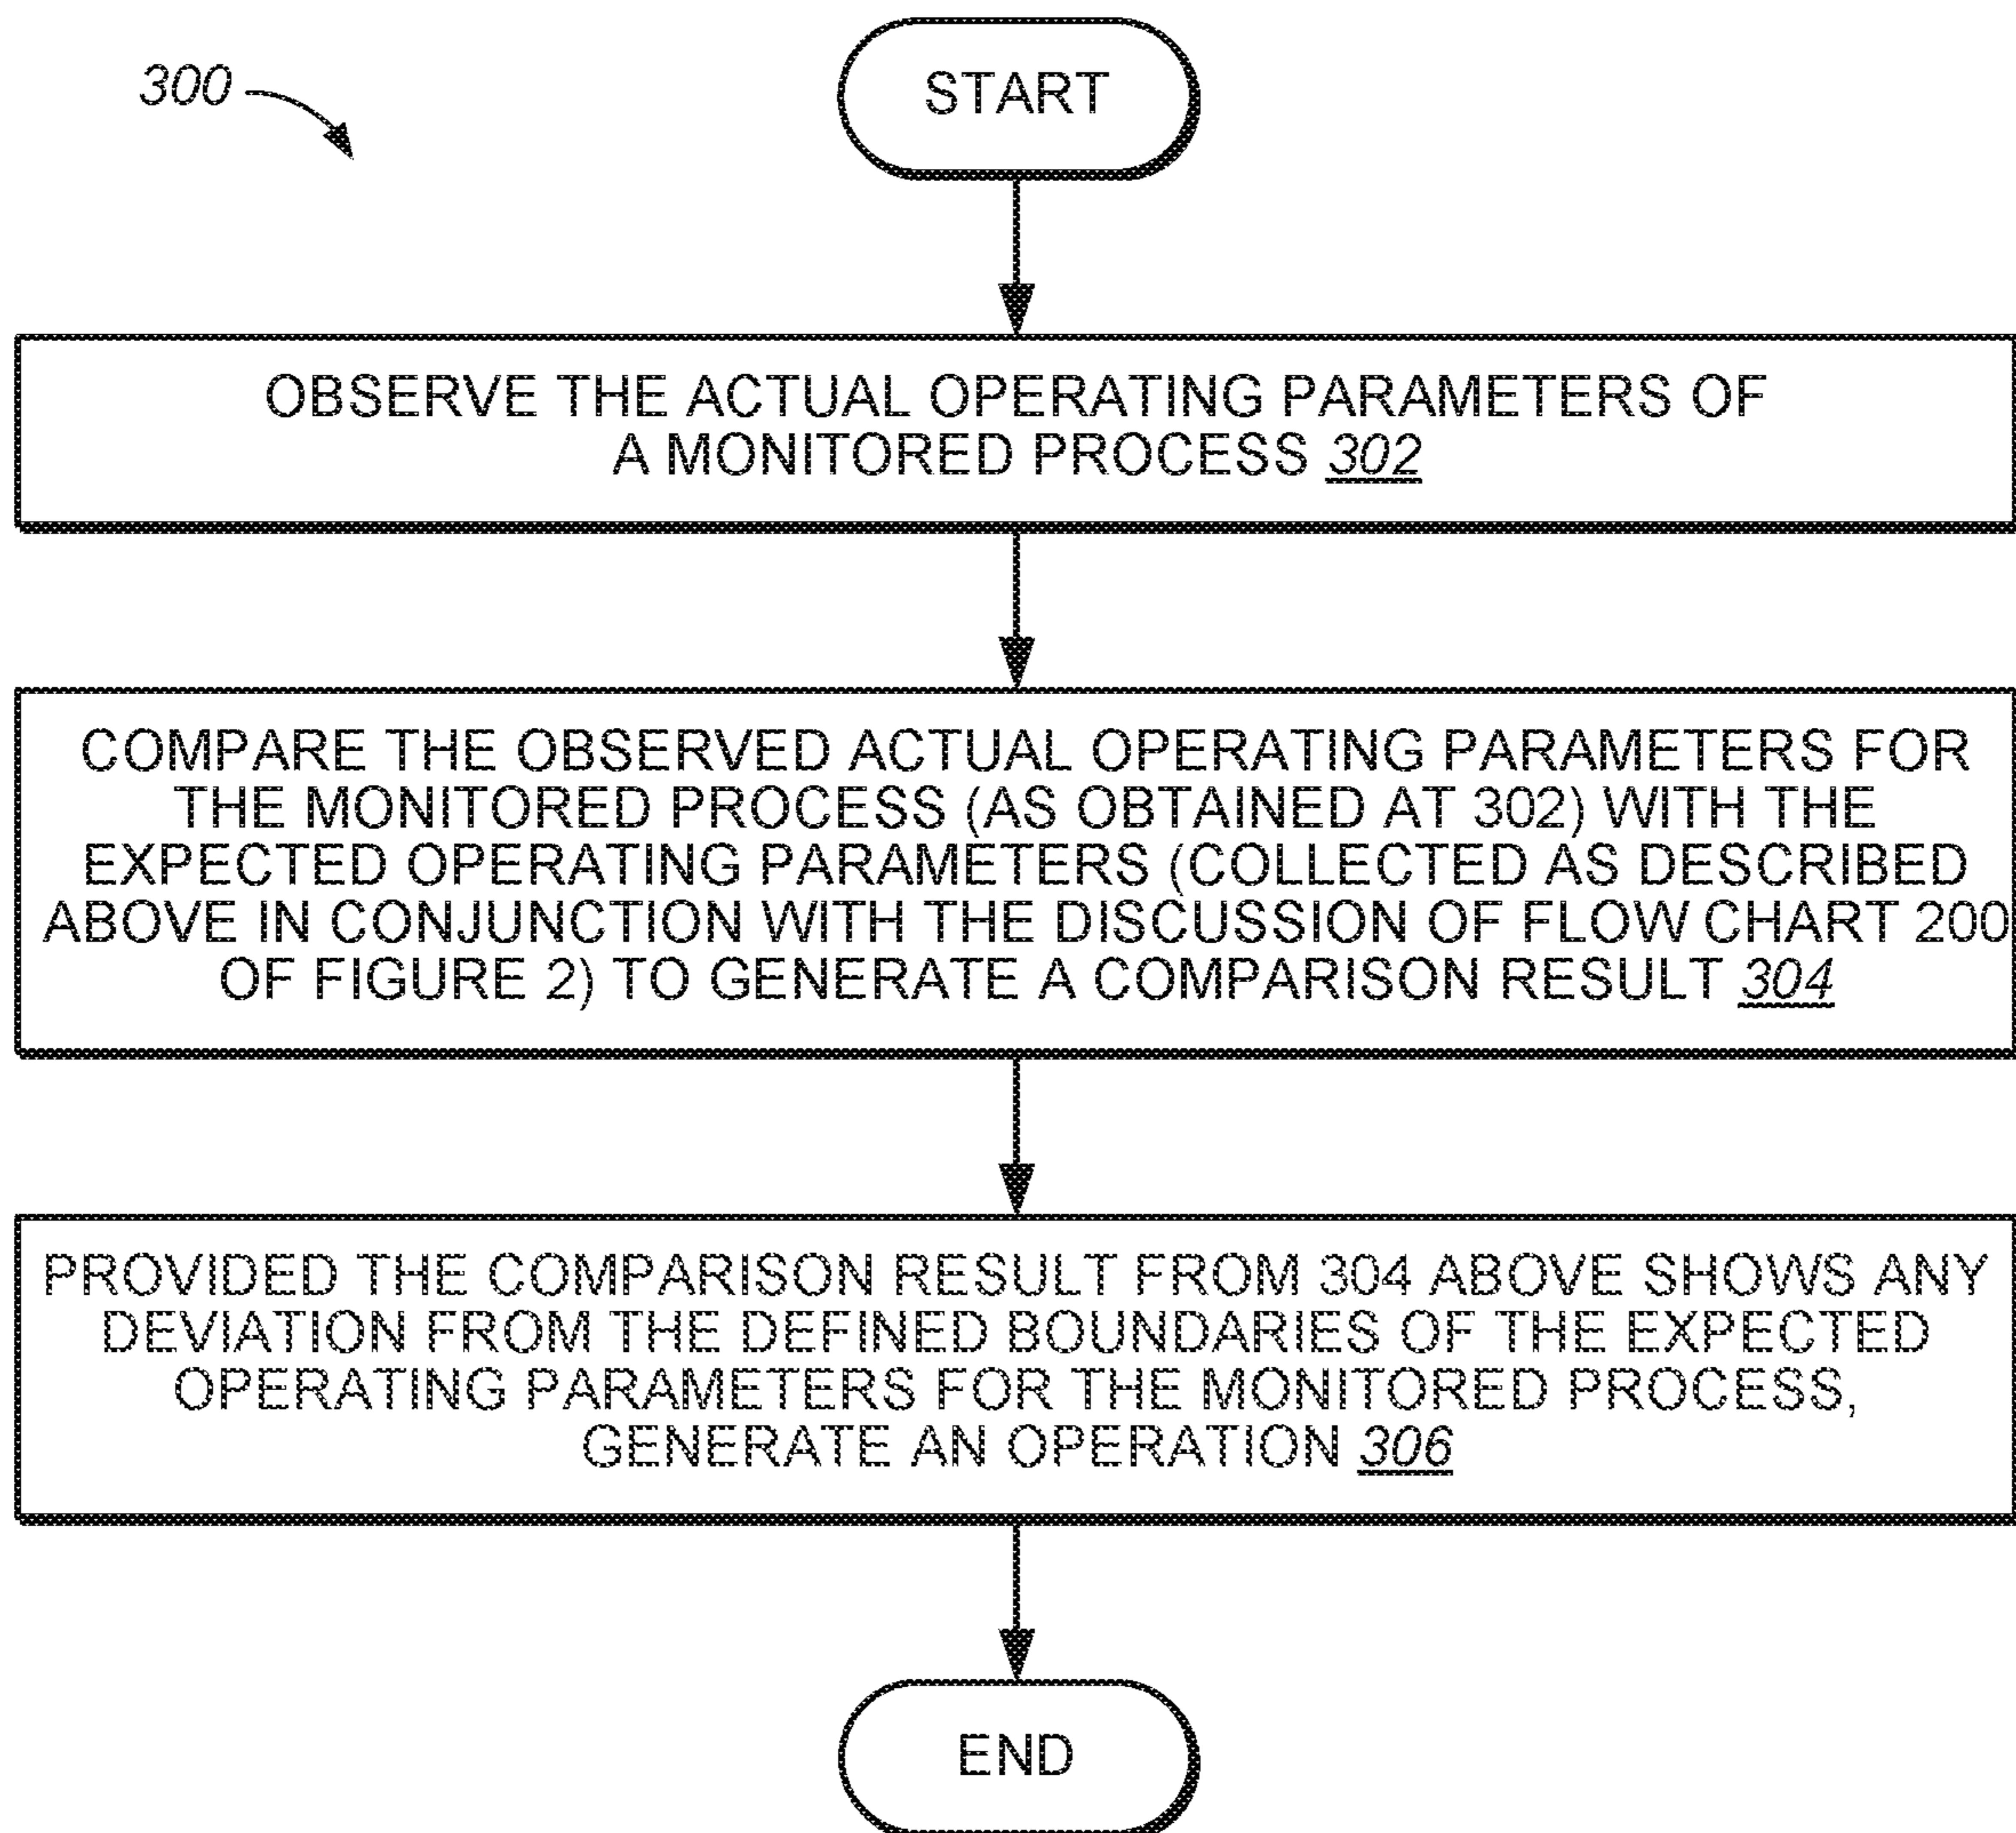 300
START
OBSERVE THE ACTUAL OPERATING PARAMETERS OF
A MONITORED PROCESS 302
COMPARE THE OBSERVED ACTUAL OPERATING PARAMETERS FOR
THE MONITORED PROCESS (AS OBTAINED AT 302) WITH THE
EXPECTED OPERATING PARAMETERS (COLLECTED AS DESCRIBED
ABOVE IN CONJUNCTION WITH THE DISCUSSION OF FLOW CHART 200
OF FIGURE 2) TO GENERATE A COMPARISON RESULT 304
PROVIDED THE COMPARISON RESULT FROM 304 ABOVE SHOWS ANY
DEVIATION FROM THE DEFINED BOUNDARIES OF THE EXPECTED
OPERATING PARAMETERS FOR THE MONITORED PROCESS,
GENERATE AN OPERATION 306
END